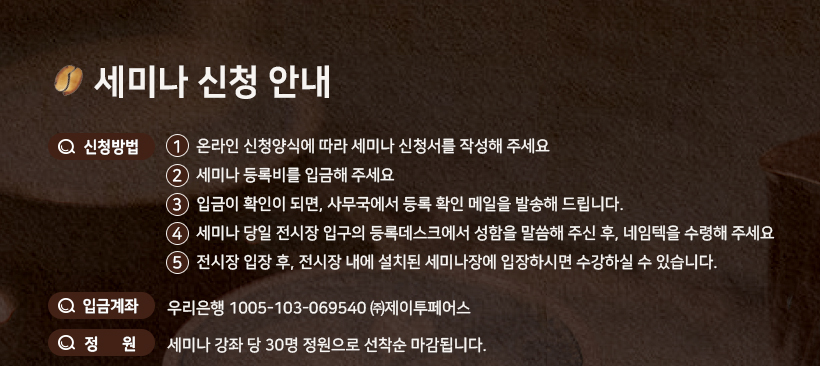 세미나 신청 안내
신청방법 ① 온라인 신청양식에 따라 세미나 신청서를 작성해 주세요
② 세미나 등록비를 입금해 주세요
③ 입금이 확인이 되면, 사무국에서 등록 확인 메일을 발송해 드립니다.
④ 세미나 당일 전시장 입구의 등록데스크에서 성함을 말씀해 주신 후, 네임텍을 수령해 주세요
⑤ 전시장 입장 후, 전시장 내에 설치된 세미나장에 입장하시면 수강하실 수 있습니다.
입금계좌 우리은행 1005-103-069540 ㈜제이투페어스
정 원 세미나 강좌 당 30명 정원으로 선착순 마감됩니다.